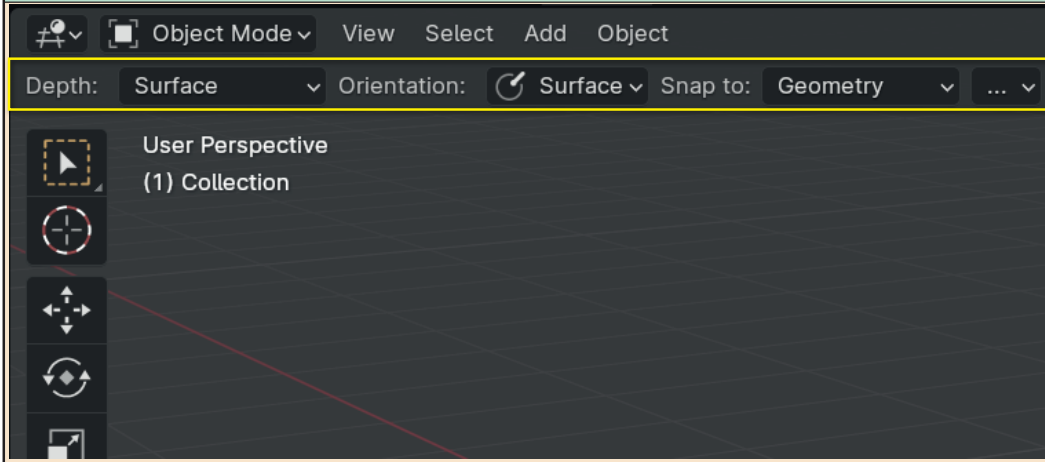 Object Mode View Select Add Object
Depth: Surface Orientation: Surface Snap to: Geometry ...
User Perspective
(1) Collection